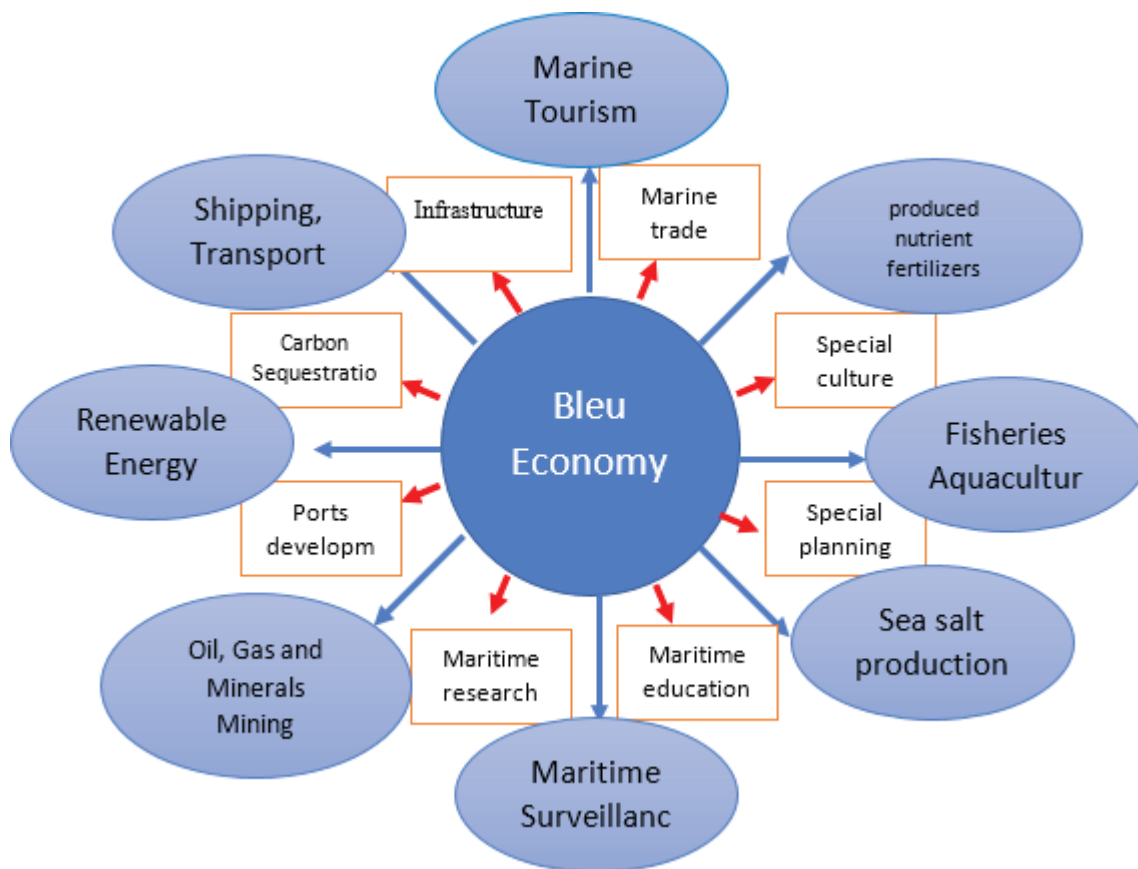 Marine
Tourism
Shipping,
Transport
Infrastructure
Marine
trade
produced
nutrient
fertilizers
Carbon
Sequestratio
Special
culture
Renewable
Energy
Bleu
Economy
Fisheries
Aquacultur
Ports
developm
Special
planning
Oil, Gas and
Minerals
Mining
Maritime
research
Maritime
education
Sea salt
production
Maritime
Surveillanc